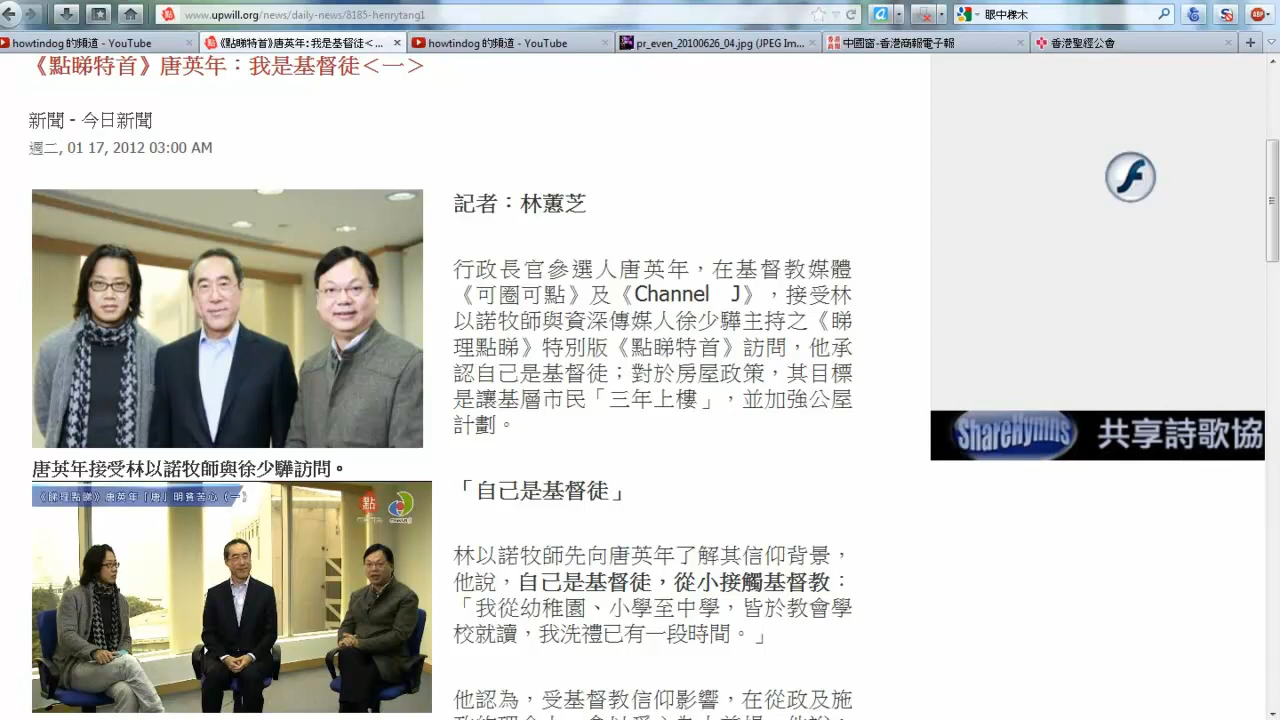 www.upwill.org/news/daily-news/8185-henrytang1
眼中樑木
howtindog 的頻道 - YouTube
《點睇特首》唐英年: 我是基督徒<...
howtindog 的頻道 - YouTube
pr_even_20100626_04.jpg (JPEG Im...
中國窗-香港商報電子報
香港聖經公會
《點睇特首》唐英年：我是基督徒＜一＞
新聞 - 今日新聞
週二, 01 17, 2012 03:00 AM
記者：林蕙芝
行政長官參選人唐英年，在基督教媒體
《可圈可點》及《Channel J》，接受林
以諾牧師與資深傳媒人徐少驊主持之《睇
理點睇》特別版《點睇特首》訪問，他承
認自己是基督徒；對於房屋政策，其目標
是讓基層市民「三年上樓」，並加強公屋
計劃。
唐英年接受林以諾牧師與徐少驊訪問。
《睇理點睇》唐英年「唐」明貧苦心 (一)
點
「自己是基督徒」
林以諾牧師先向唐英年了解其信仰背景，
他說，自己是基督徒，從小接觸基督教：
「我從幼稚園、小學至中學，皆於教會學
校就讀，我洗禮已有一段時間。」
他認為，受基督教信仰影響，在從政及施
ShareHymns 共享詩歌協